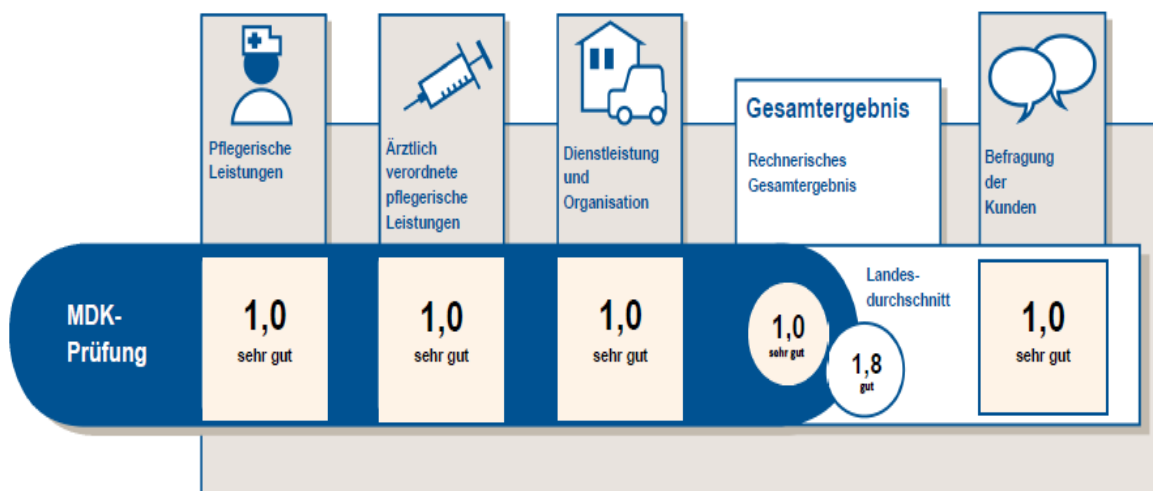 Pflegerische
Leistungen
Ärztlich
verordnete
pflegerische
Leistungen
Dienstleistung
und
Organisation
Gesamtergebnis
Rechnerisches
Gesamtergebnis
Befragung
der
Kunden
MDK-
Prüfung
1,0
sehr gut
1,0
sehr gut
1,0
sehr gut
1,0
sehr gut
Landes-
durchschnitt
1,8
gut
1,0
sehr gut